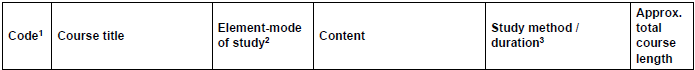 Code¹
Course title
Element-mode
of study²
Content
Study method /
duration³
Approx.
total
course
length